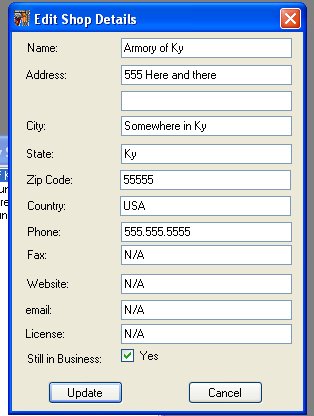 Edit Shop Details
Name: Armory of Ky
Address: 555 Here and there
City: Somewhere in Ky
State: Ky
Zip Code: 55555
Country: USA
Phone: 555.555.5555
Fax: N/A
Website: N/A
email: N/A
License: N/A
Still in Business: Yes
Update Cancel